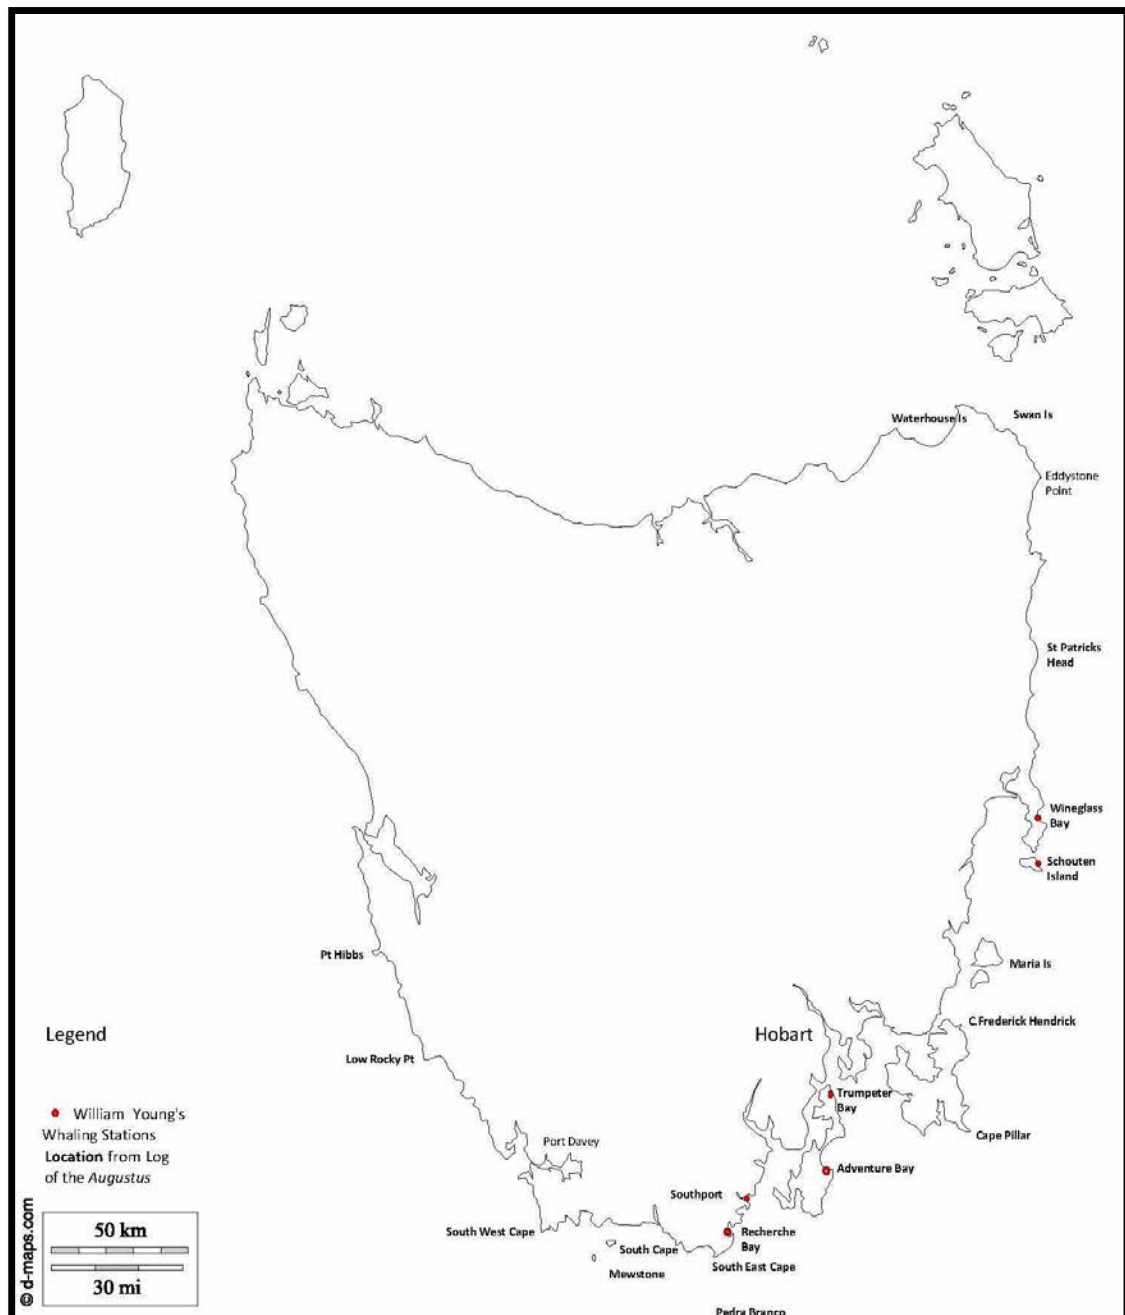 Waterhouse Is
Swan Is
Eddystone
Point
St Patricks
Head
Wineglass
Bay
Schouten
Island
Pt Hibbs
Maria Is
C.Frederick Hendrick
Legend
Hobart
Low Rocky Pt
Trumpeter
Bay
William Young's
Whaling Stations
Location from Log
of the Augustus
Port Davey
Cape Pillar
Adventure Bay
Southport
South West Cape
Recherche
Bay
South Cape
South East Cape
Mewstone
Pedra Branco
50 km
30 mi
© d-maps.com